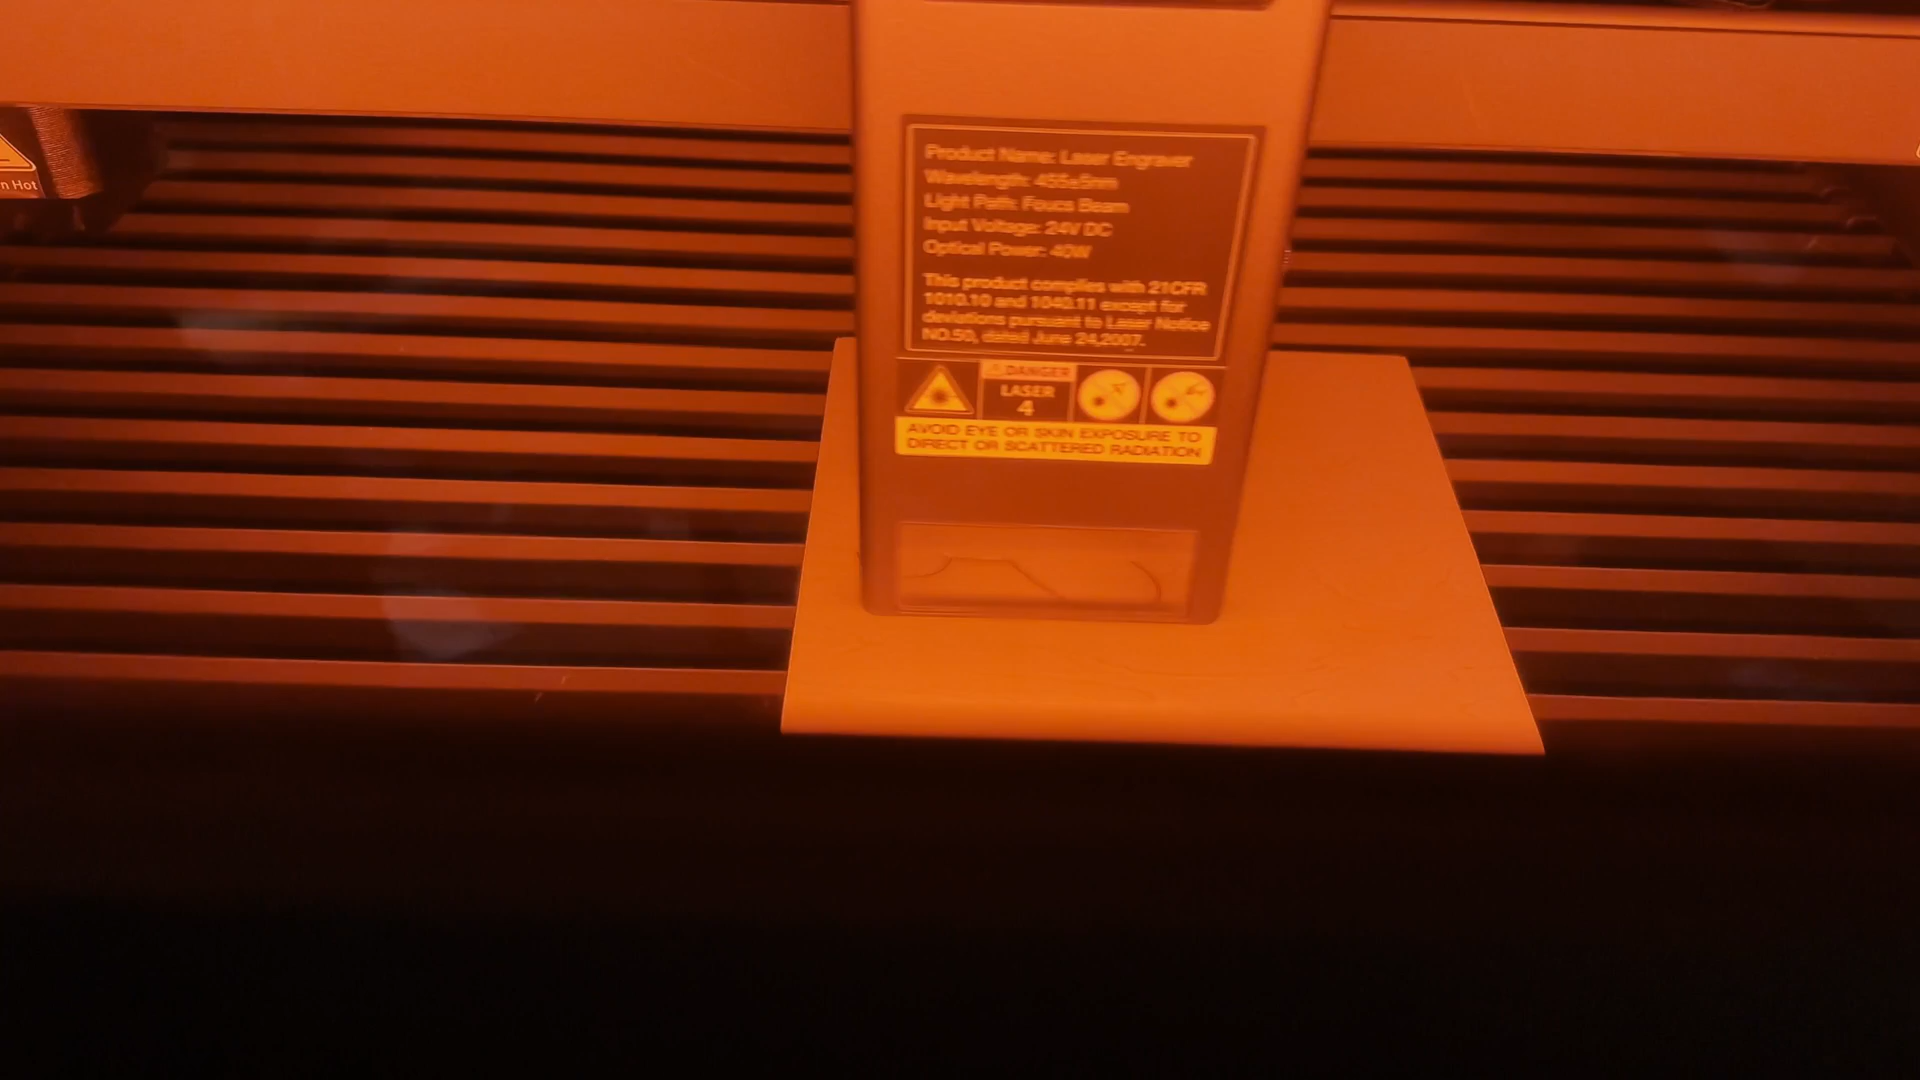 n Hot
Product Name: Laser Engraver
Wavelength: 455±5nm
Light Path: Foucs Beam
Input Voltage: 24V DC
Optical Power: 40W
This product complies with 21CFR
1010.10 and 1040.11 except for
deviations pursuant to Laser Notice
NO.50, dated June 24,2007.
DANGER
LASER
4
AVOID EYE OR SKIN EXPOSURE TO
DIRECT OR SCATTERED RADIATION